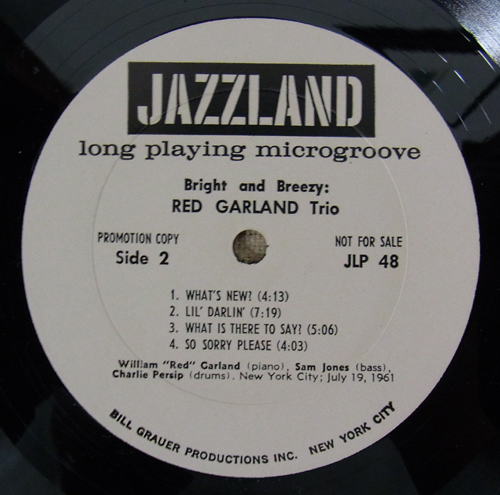 JAZZLAND
long playing microgroove
Bright and Breezy:
RED GARLAND Trio
PROMOTION COPY
NOT FOR SALE
Side 2
JLP 48
1. WHAT'S NEW? (4:13)
2. LIL' DARLIN' (7:19)
3. WHAT IS THERE TO SAY? (5:06)
4. SO SORRY PLEASE (4:03)
William "Red" Garland (piano), Sam Jones (bass),
Charlie Persip (drums). New York City; July 19, 1961
BILL GRAUER PRODUCTIONS INC. NEW YORK CITY